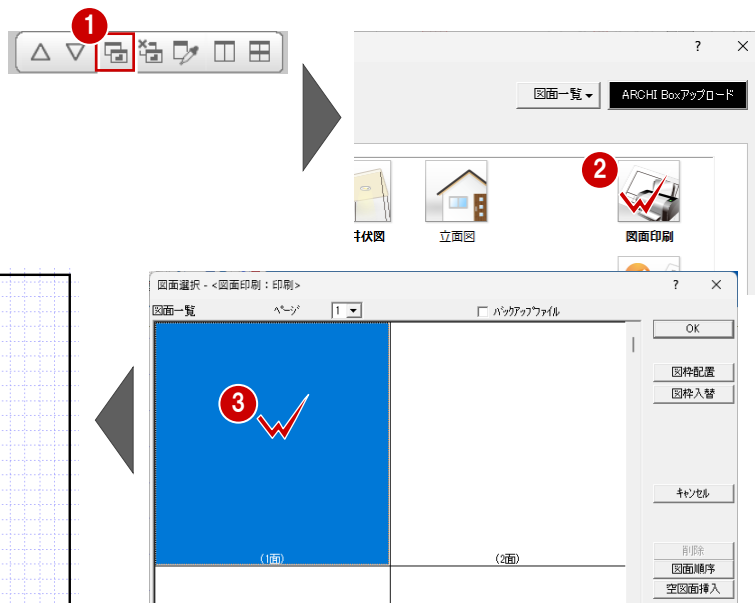 1
? ×
図面一覧
ARCHI Boxアップロード
2
井伏図
立面図
図面印刷
図面選択 - <図面印刷：印刷>
? ×
図面一覧
ページ
1
バックアップファイル
OK
図枠配置
図枠入替
3
キャンセル
(1面)
(2面)
削除
図面順序
空図面挿入